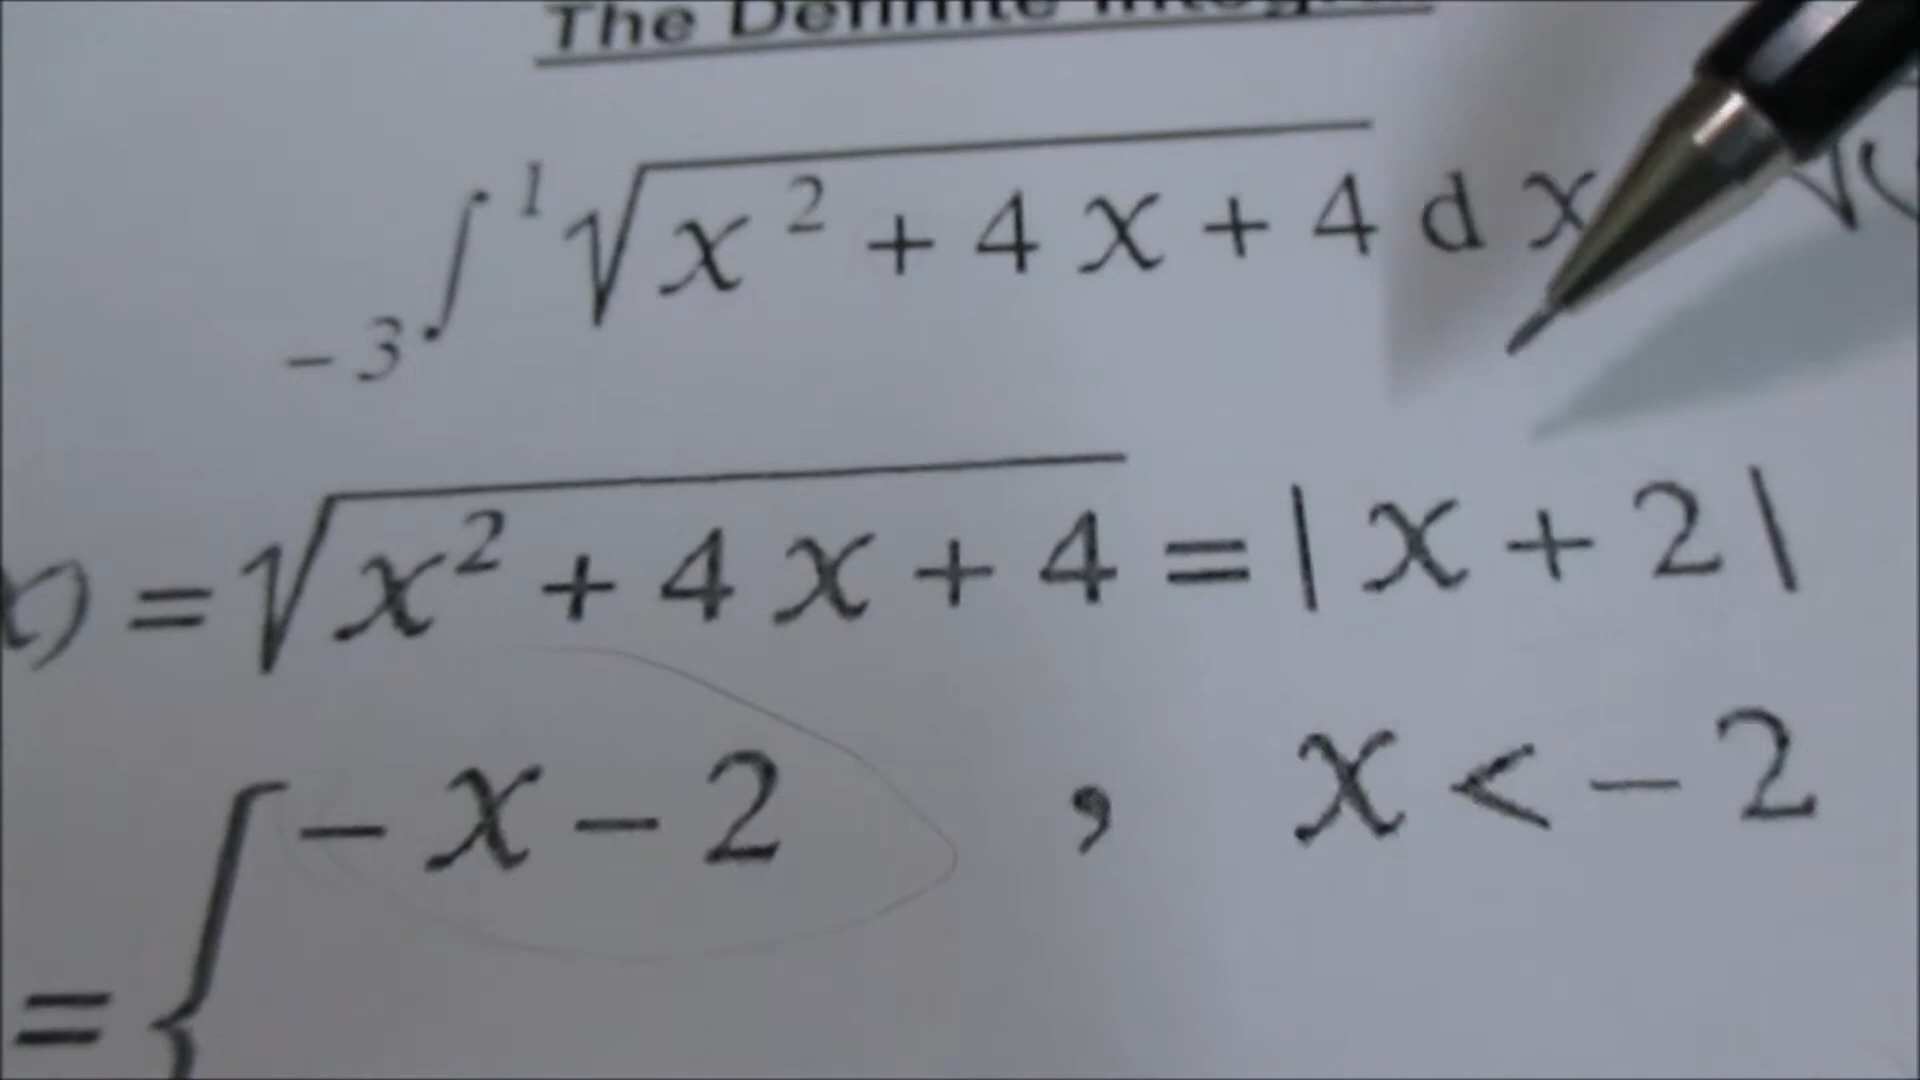 The Definite
-3∫1 √x² + 4x + 4 dx
x) = √x² + 4x + 4 = |x + 2|
= { -x - 2 , x < -2